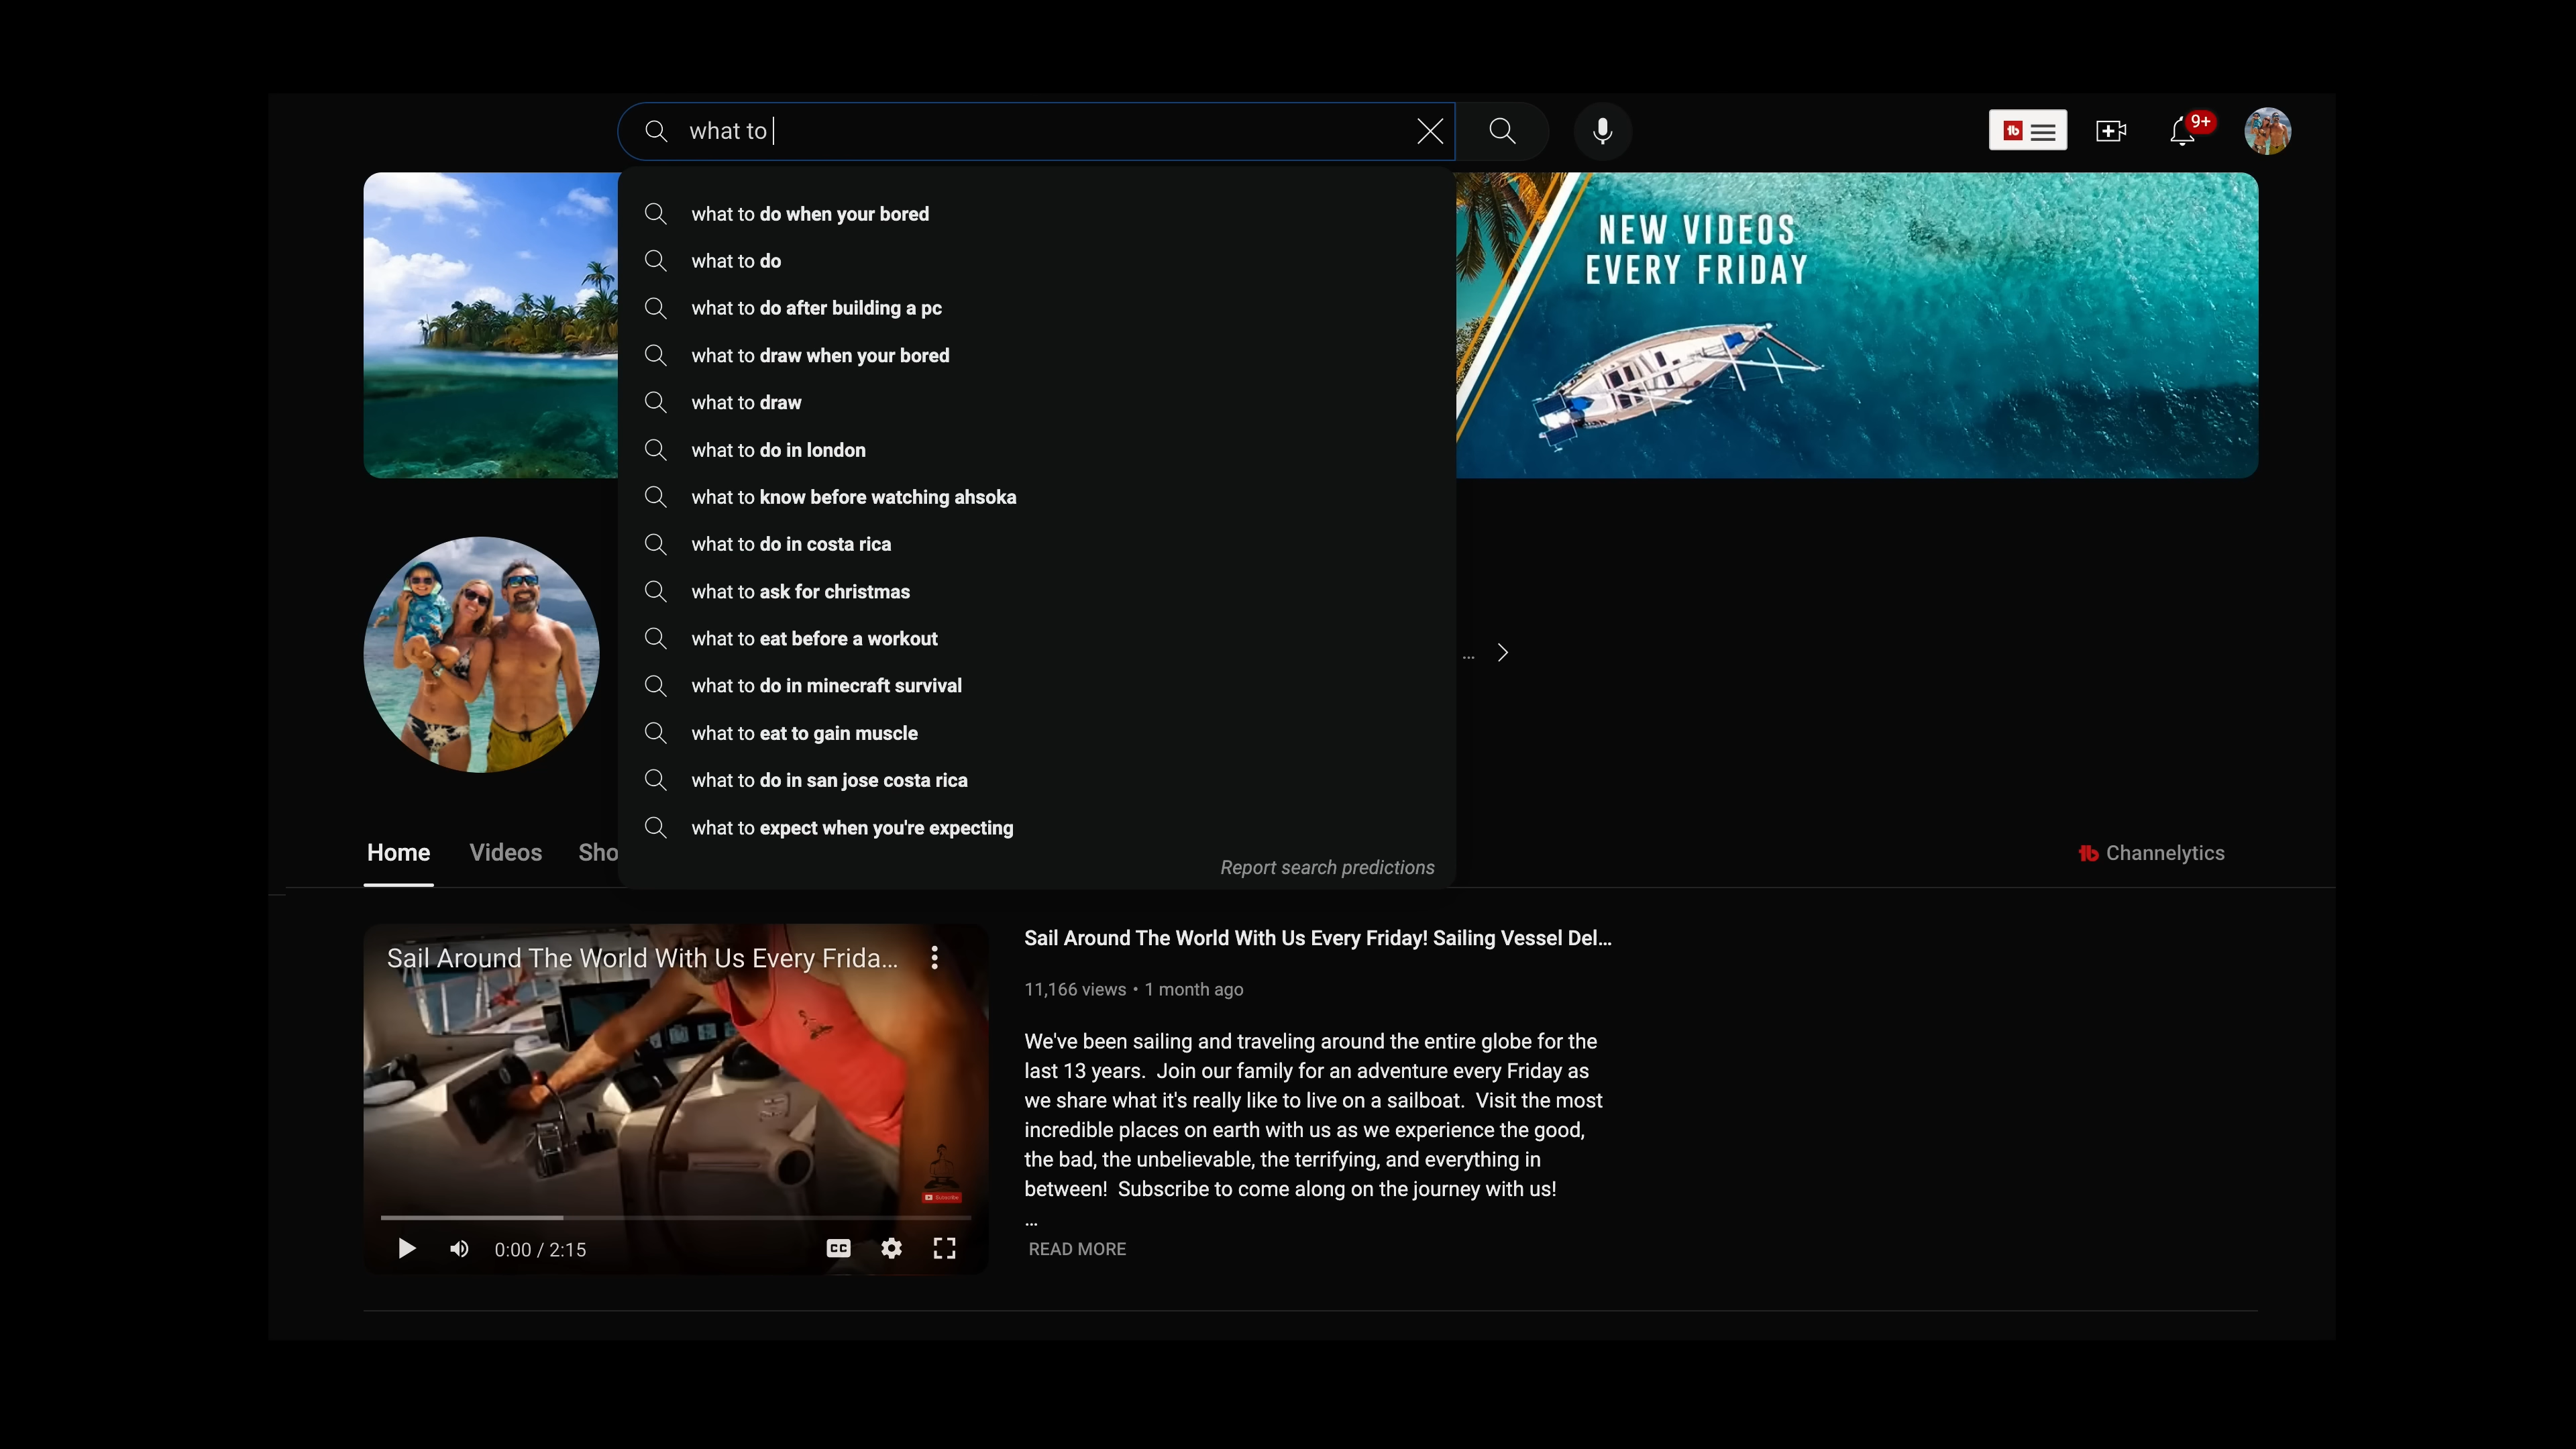 what to
9+
what to do when your bored
what to do
what to do after building a pc
what to draw when your bored
what to draw
what to do in london
what to know before watching ahsoka
what to do in costa rica
what to ask for christmas
what to eat before a workout
what to do in minecraft survival
what to eat to gain muscle
what to do in san jose costa rica
what to expect when you're expecting
Report search predictions
NEW VIDEOS
EVERY FRIDAY
...
Home Videos Sho
tb Channelytics
Sail Around The World With Us Every Frida...
Subscribe
0:00 / 2:15
CC
Sail Around The World With Us Every Friday! Sailing Vessel Del...
11,166 views • 1 month ago
We've been sailing and traveling around the entire globe for the
last 13 years. Join our family for an adventure every Friday as
we share what it's really like to live on a sailboat. Visit the most
incredible places on earth with us as we experience the good,
the bad, the unbelievable, the terrifying, and everything in
between! Subscribe to come along on the journey with us!
...
READ MORE